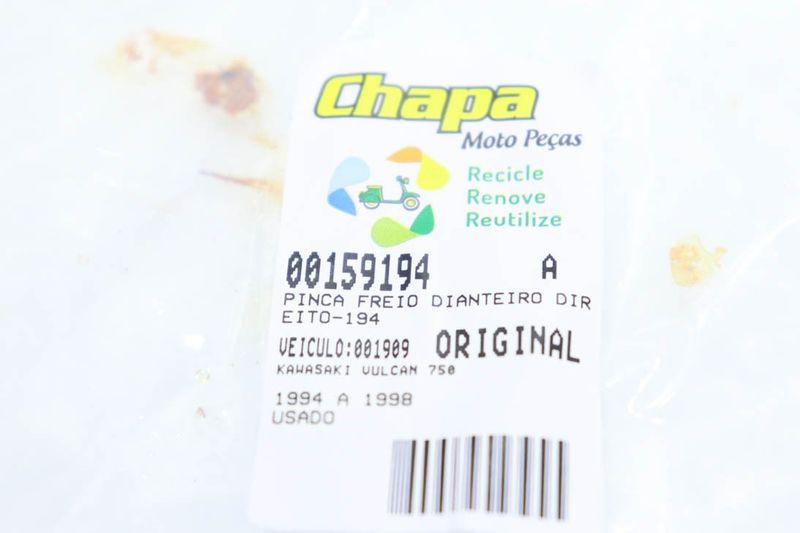 Chapa
Moto Peças
Recicle
Renove
Reutilize
00159194 A
PINCA FREIO DIANTEIRO DIR
EITO-194
VEICULO:001909 ORIGINAL
KAWASAKI VULCAN 750
1994 A 1998
USADO